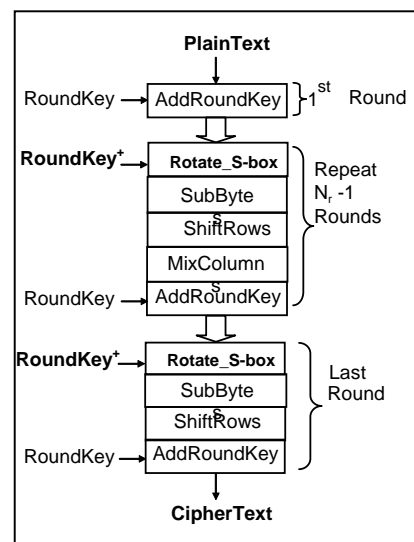 PlainText
RoundKey AddRoundKey 1st Round
RoundKey+ Rotate_S-box
SubBytes
ShiftRows
MixColumns
RoundKey AddRoundKey
Repeat
Nr -1
Rounds
RoundKey+ Rotate_S-box
SubBytes
ShiftRows
RoundKey AddRoundKey
Last
Round
CipherText